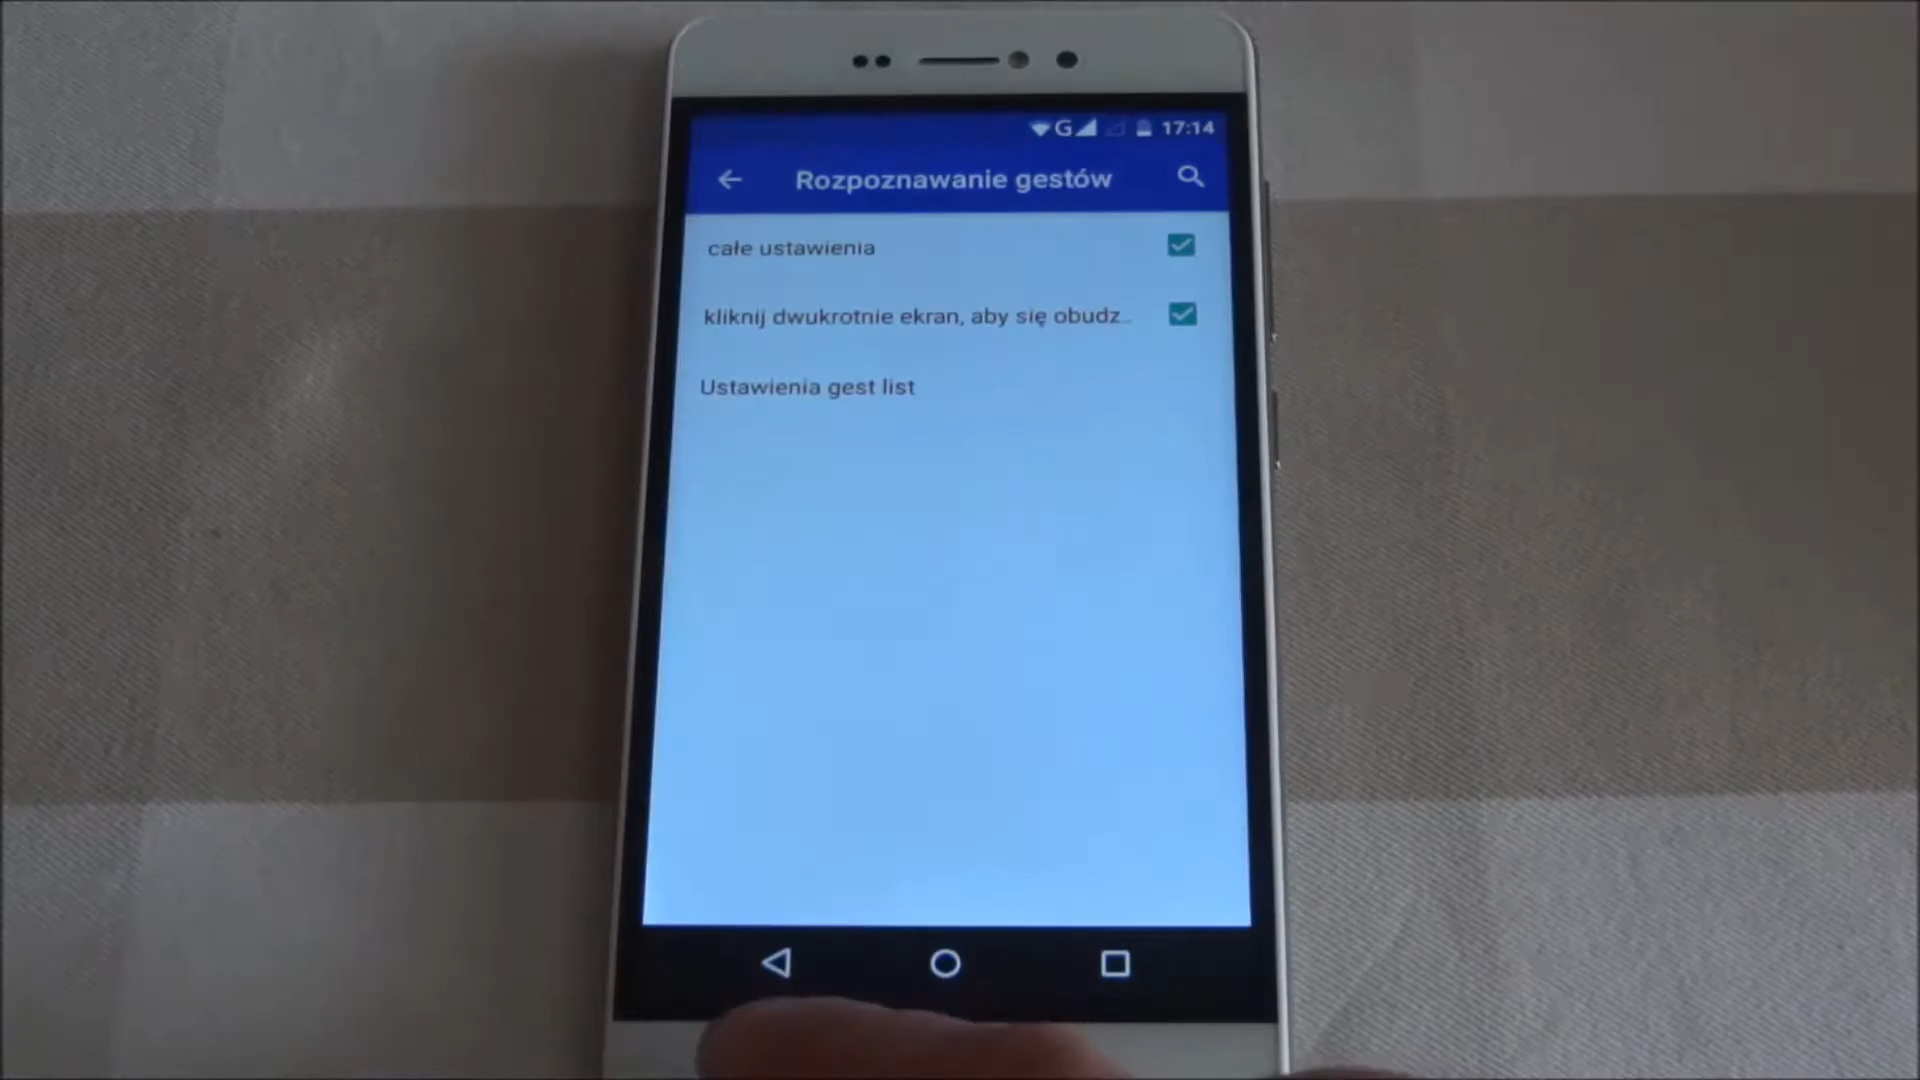 G 17:14
Rozpoznawanie gestów
całe ustawienia
kliknij dwukrotnie ekran, aby się obudz...
Ustawienia gest list